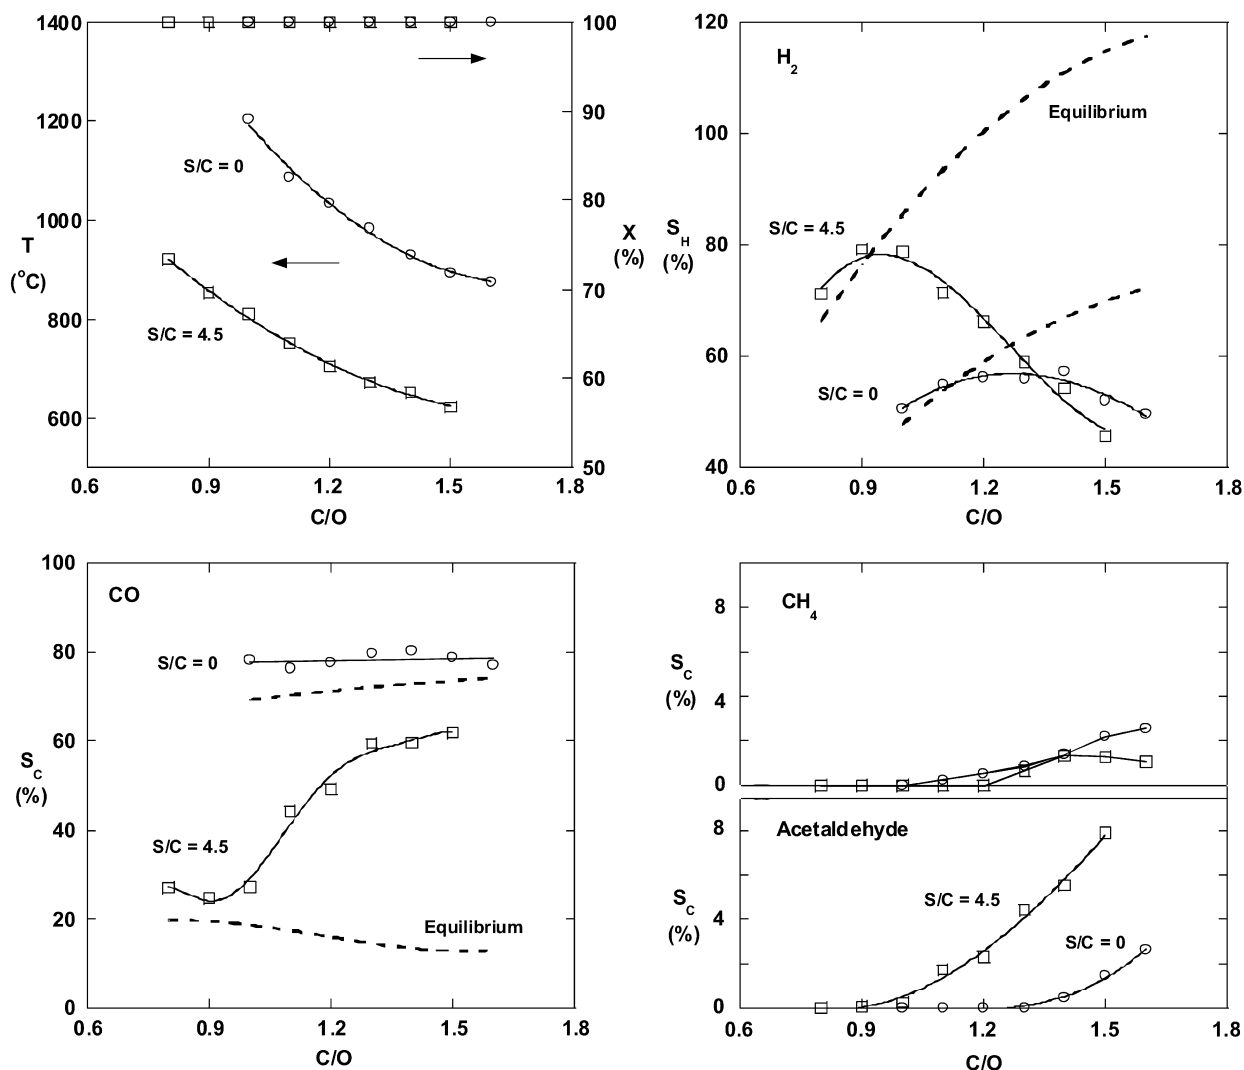 1400
1200
1000
800
600
T
(°C)
S/C = 0
S/C = 4.5
100
90
80
70
60
50
X
(%)
0.6 0.9 1.2 1.5 1.8
C/O
120
100
80
60
40
S_H
(%)
H₂
Equilibrium
S/C = 4.5
S/C = 0
0.6 0.9 1.2 1.5 1.8
C/O
100
80
60
40
20
0
S_C
(%)
CO
S/C = 0
S/C = 4.5
Equilibrium
0.6 0.9 1.2 1.5 1.8
C/O
8
4
0
S_C
(%)
CH₄
Acetaldehyde
8
4
0
S_C
(%)
S/C = 4.5
S/C = 0
0.6 0.9 1.2 1.5 1.8
C/O